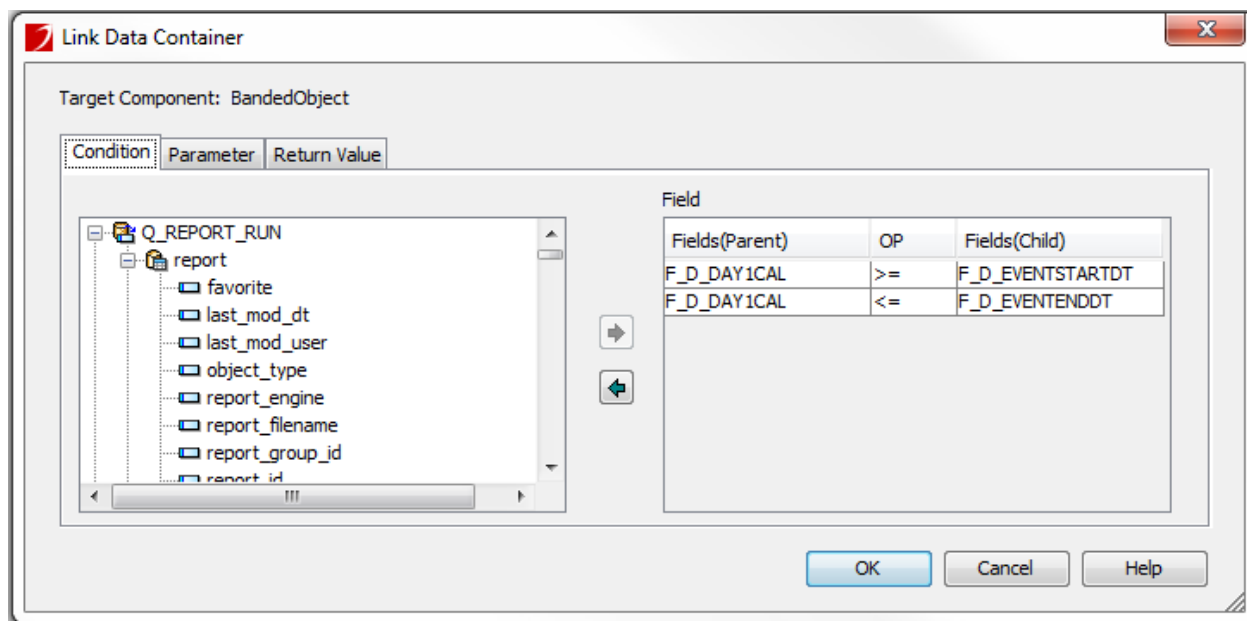 Link Data Container
Target Component: BandedObject
Condition Parameter Return Value
Q_REPORT_RUN
report
favorite
last_mod_dt
last_mod_user
object_type
report_engine
report_filename
report_group_id
report_id
Field
Fields(Parent) OP Fields(Child)
F_D_DAY1CAL >= F_D_EVENTSTARTDT
F_D_DAY1CAL <= F_D_EVENTENDDT
OK Cancel Help